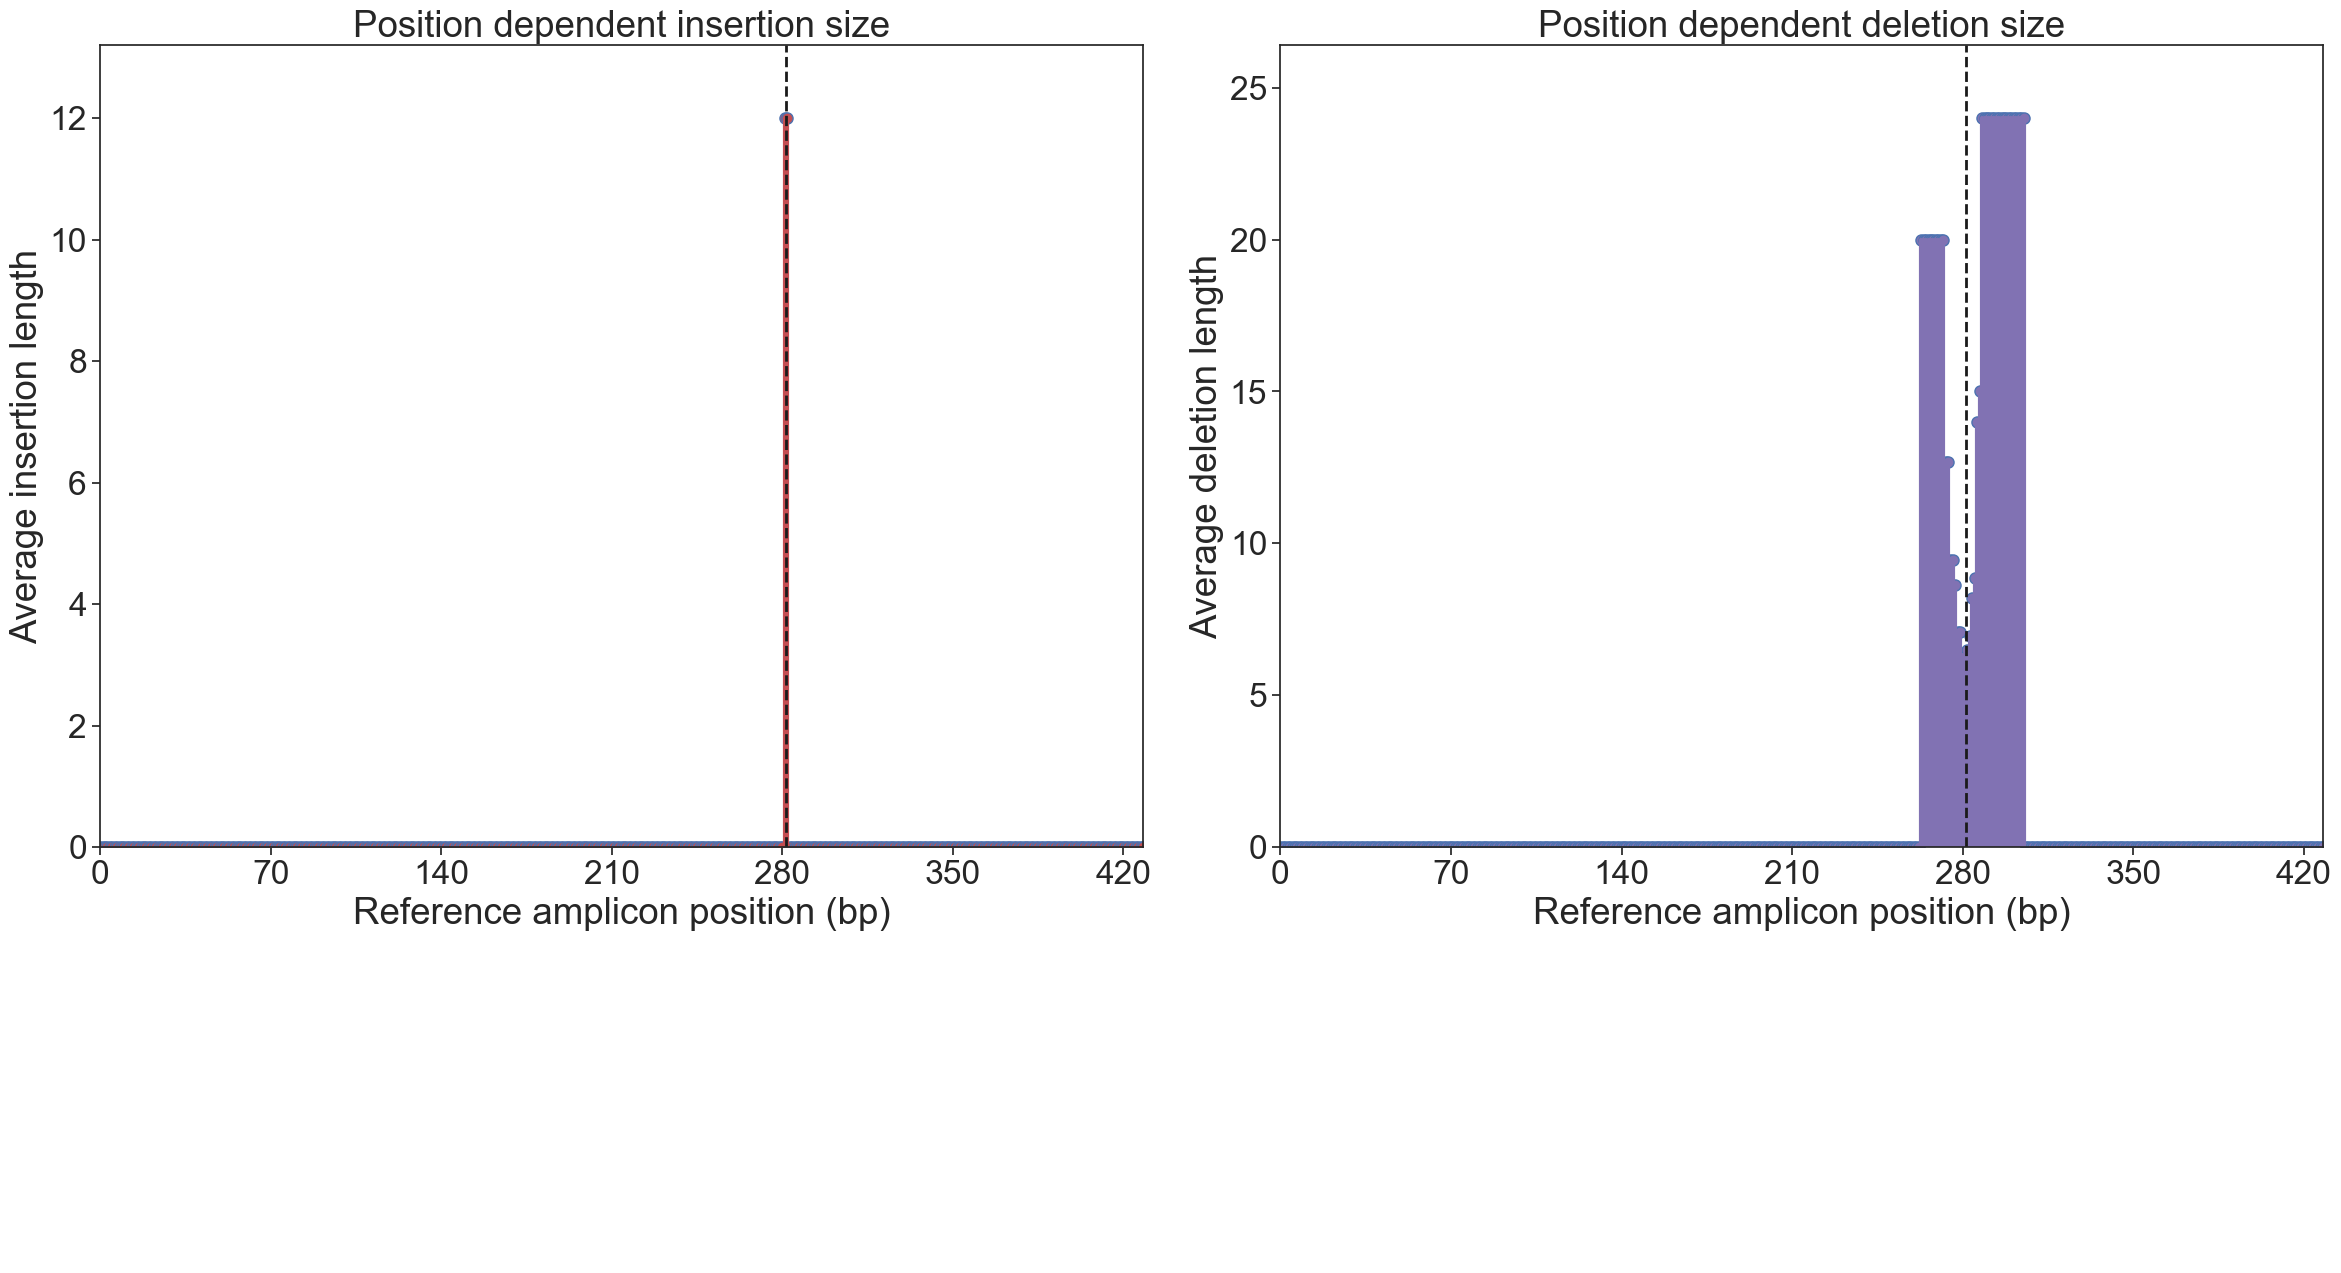 Position dependent insertion size
Average insertion length
12
10
8
6
4
2
0
0 70 140 210 280 350 420
Reference amplicon position (bp)
Position dependent deletion size
Average deletion length
25
20
15
10
5
0
0 70 140 210 280 350 420
Reference amplicon position (bp)